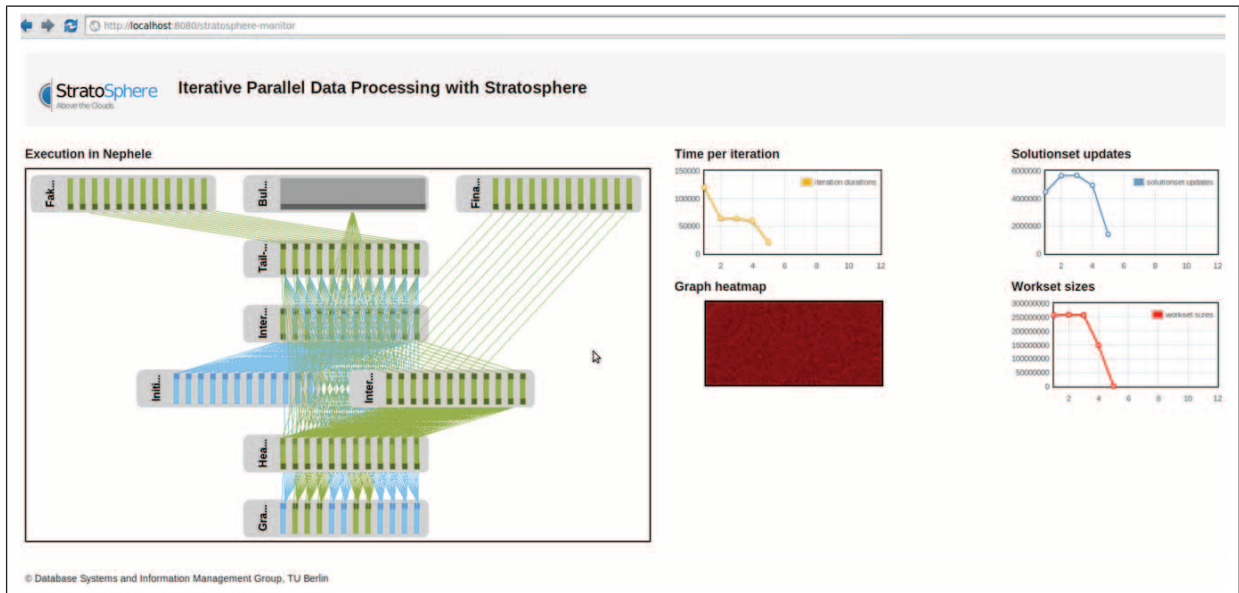 http://localhost:8080/stratosphere-monitor
StratoSphere
Above the Clouds
Iterative Parallel Data Processing with Stratosphere
Execution in Nephele
Fak...
Bul...
Fina...
Tail-...
Inter...
Initi...
Inter...
Hea...
Gra...
Time per iteration
150000
100000
50000
0
2 4 6 8 10 12
iteration durations
Graph heatmap
Solutionset updates
6000000
4000000
2000000
0
2 4 6 8 10 12
solutionset updates
Workset sizes
300000000
250000000
200000000
150000000
100000000
50000000
0
2 4 6 8 10 12
workset sizes
© Database Systems and Information Management Group, TU Berlin